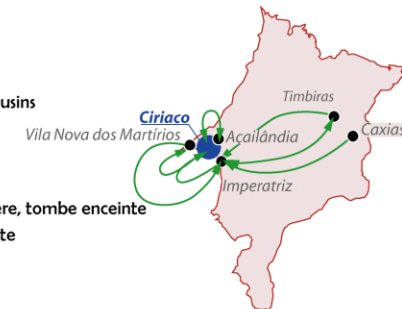 usins
Timbiras
Ciriaco
Caxias
Vila Nova dos Martírios
Açailândia
Imperatriz
ere, tombe enceinte
te